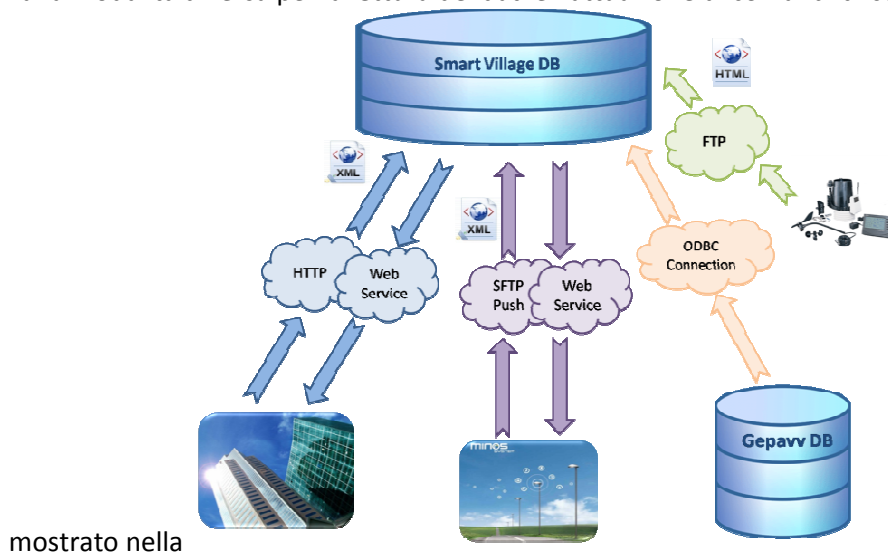 Smart Village DB
HTML
FTP
XML
XML
HTTP
Web
Service
SFTP
Push
Web
Service
ODBC
Connection
minos
Gepavv DB
mostrato nella